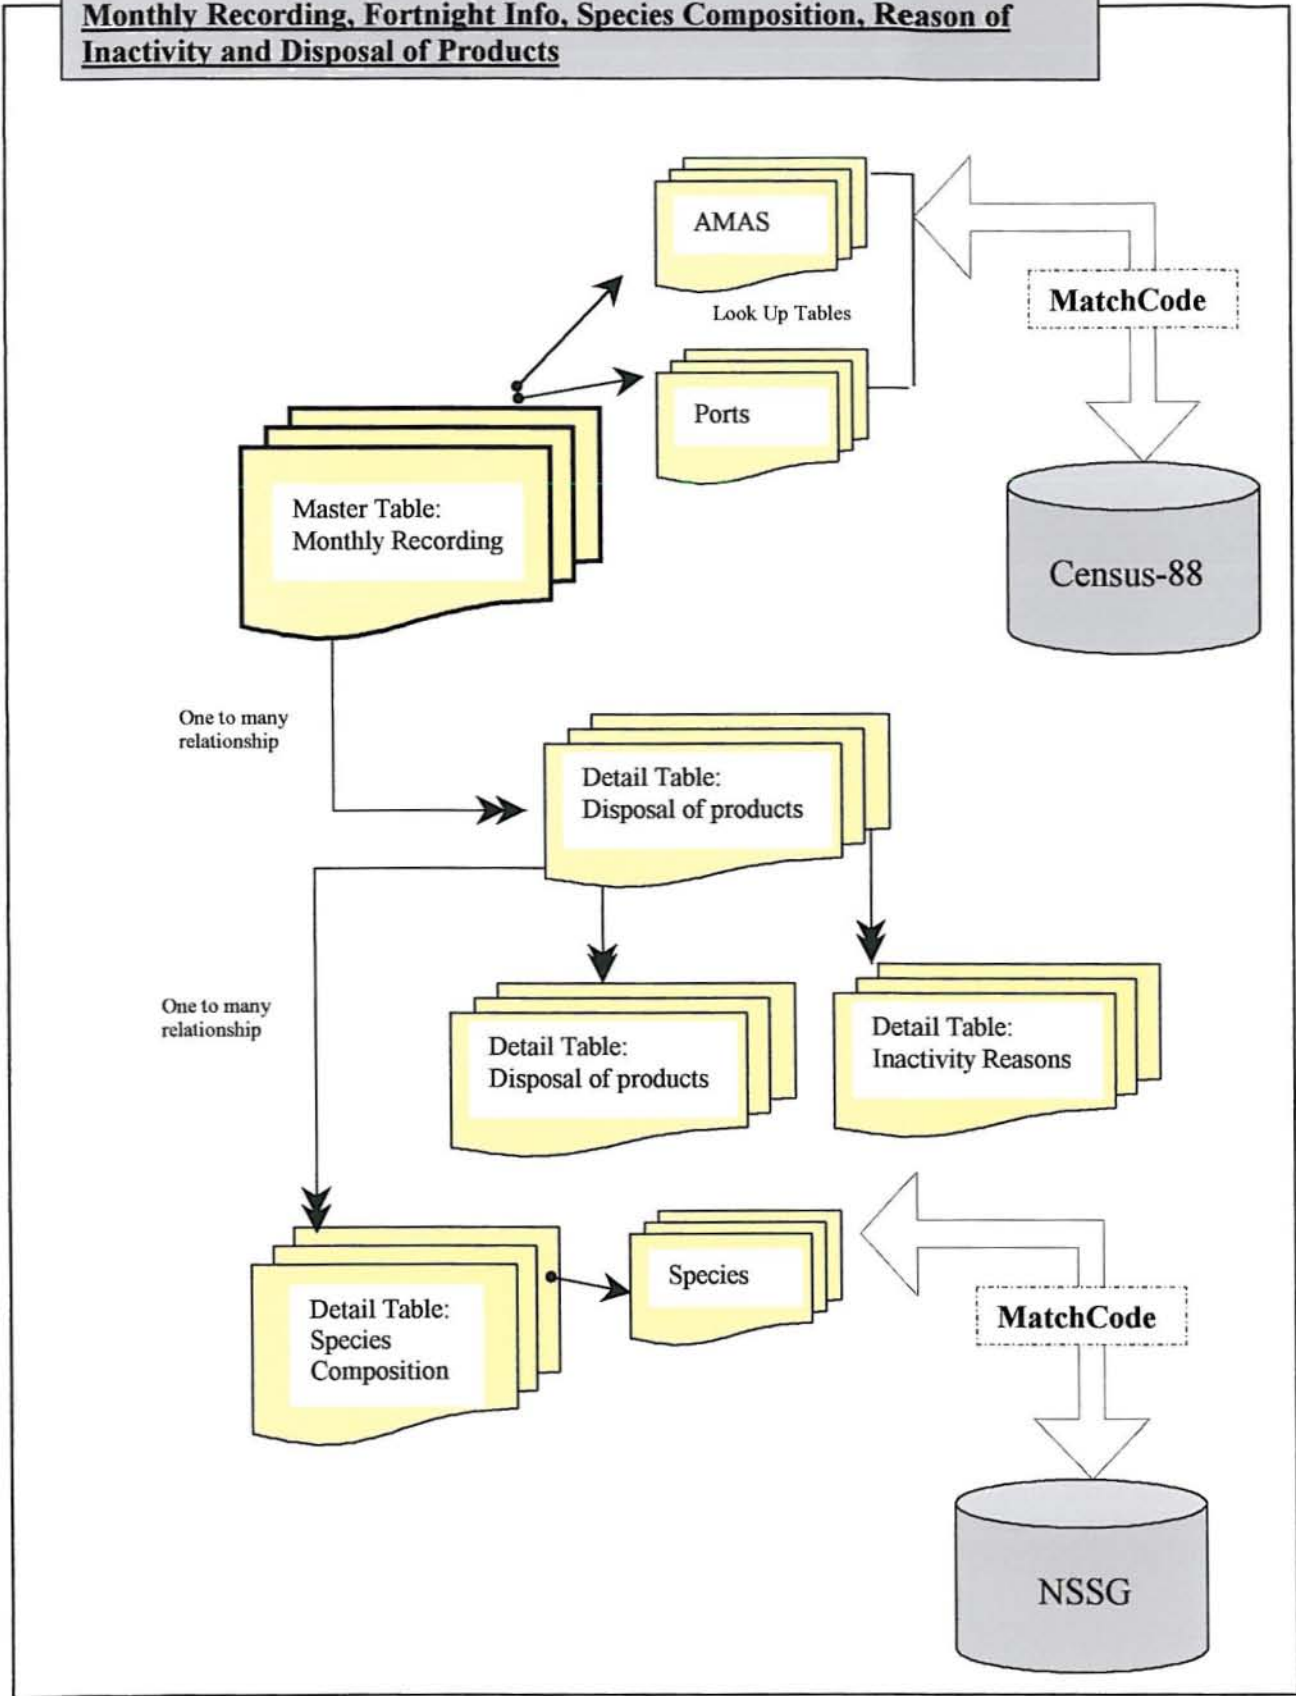 Monthly Recording, Fortnight Info, Species Composition, Reason of
Inactivity and Disposal of Products
AMAS
Look Up Tables
MatchCode
Ports
Master Table:
Monthly Recording
Census-88
One to many
relationship
Detail Table:
Disposal of products
One to many
relationship
Detail Table:
Disposal of products
Detail Table:
Inactivity Reasons
Detail Table:
Species
Composition
Species
MatchCode
NSSG